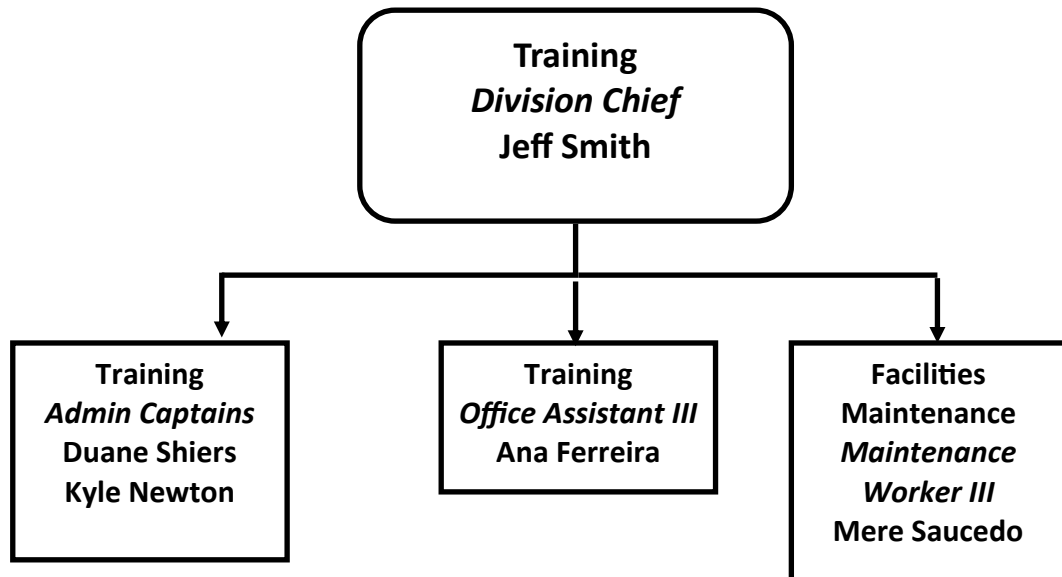 Training
Division Chief
Jeff Smith
Training
Admin Captains
Duane Shiers
Kyle Newton
Training
Office Assistant III
Ana Ferreira
Facilities
Maintenance
Maintenance
Worker III
Mere Saucedo